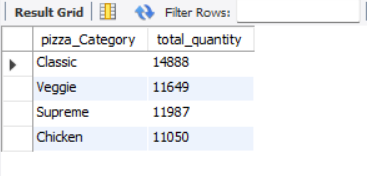 Result Grid Filter Rows:
pizza_Category total_quantity
Classic 14888
Veggie 11649
Supreme 11987
Chicken 11050